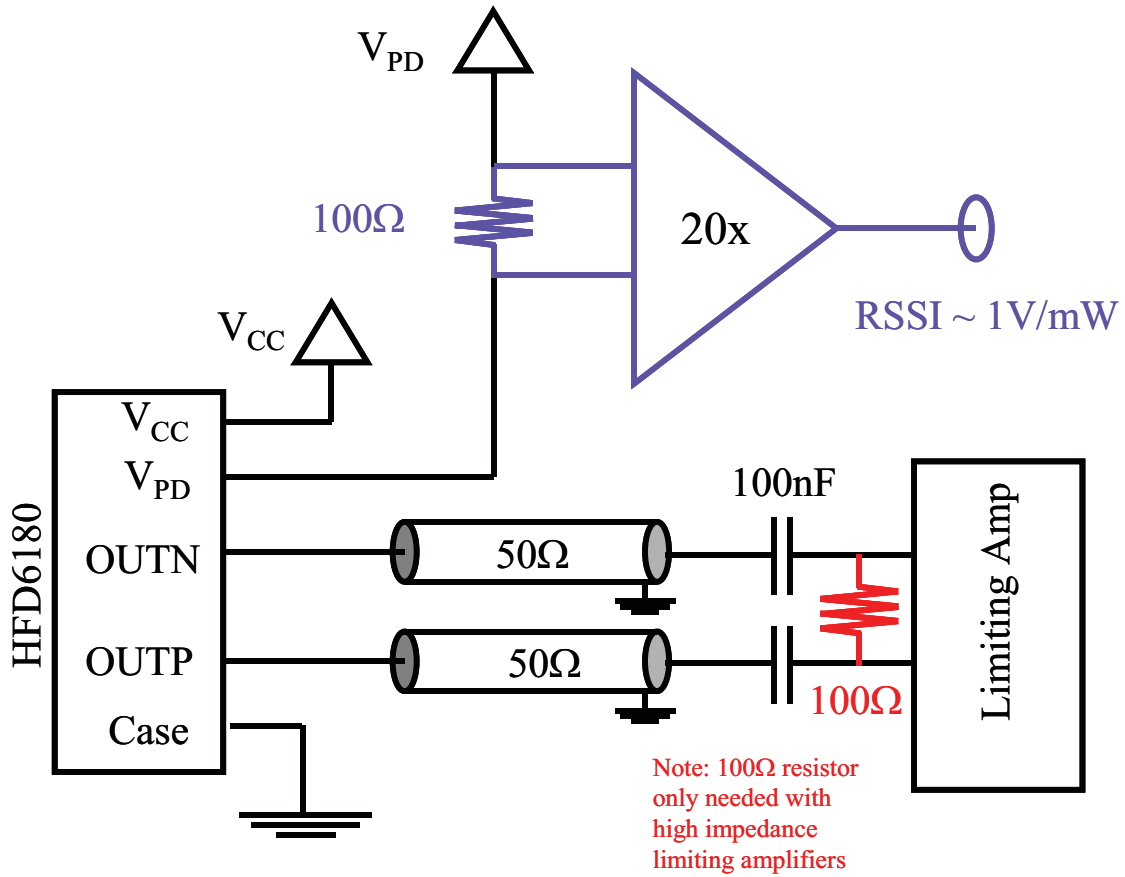 VPD
100Ω
20x
RSSI ~ 1V/mW
VCC
HFD6180
VCC
VPD
OUTN
OUTP
Case
50Ω
50Ω
100nF
100Ω
Limiting Amp
Note: 100Ω resistor
only needed with
high impedance
limiting amplifiers